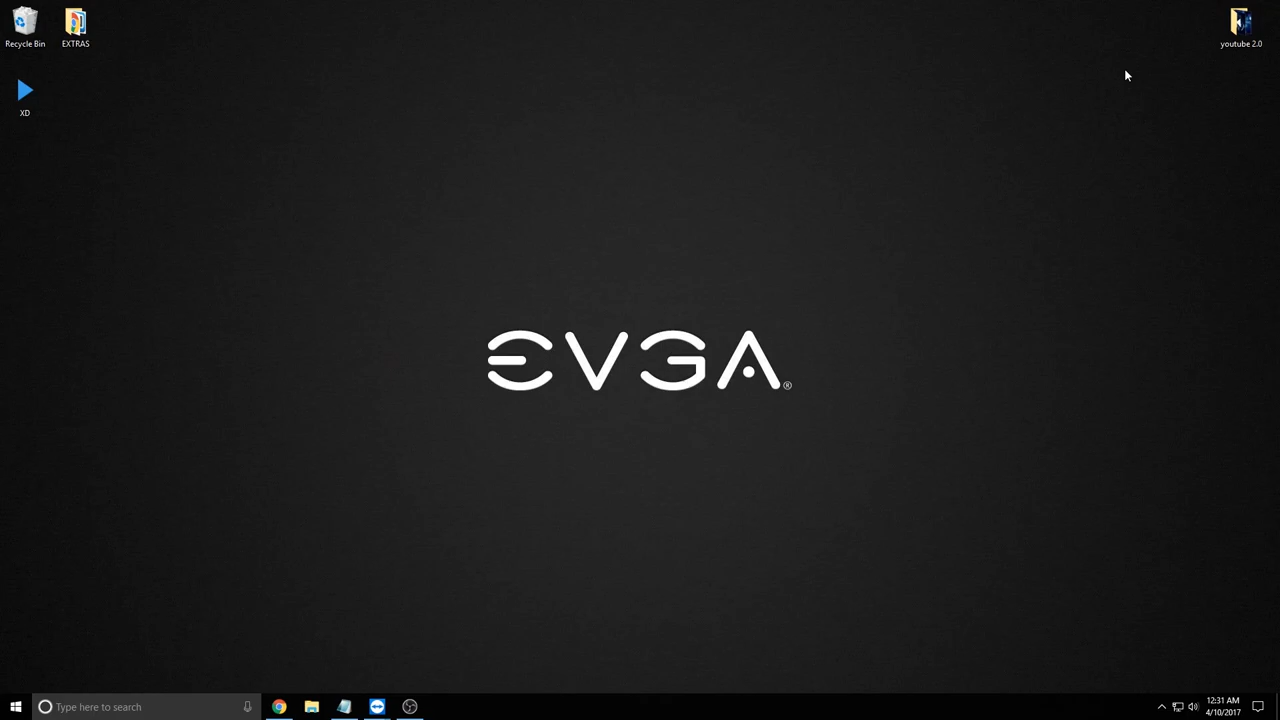 Recycle Bin
EXTRAS
youtube 2.0
XD
EVGA®
Type here to search
12:31 AM
4/10/2017